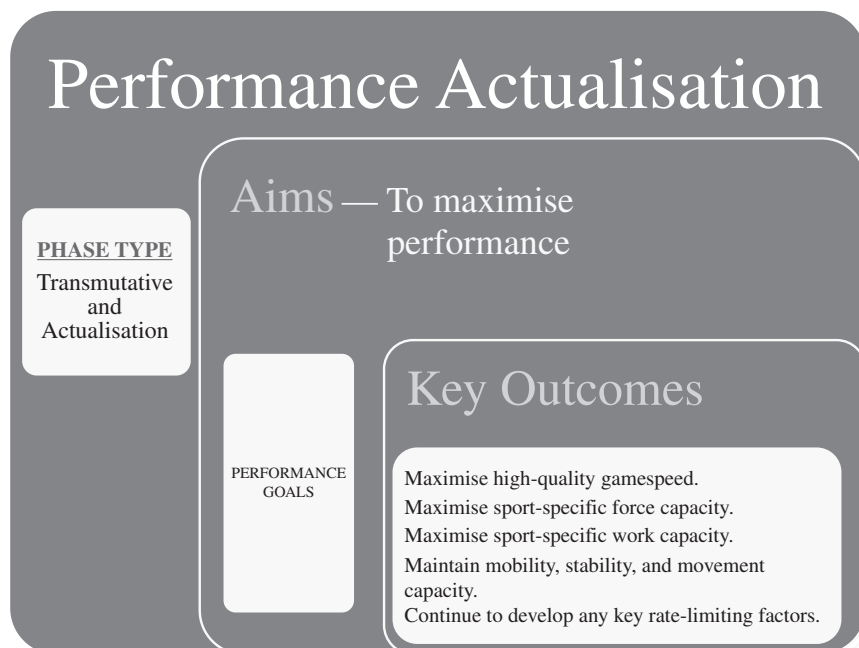 Performance Actualisation
Aims — To maximise
performance
PHASE TYPE
Transmutative
and
Actualisation
Key Outcomes
PERFORMANCE
GOALS
Maximise high-quality gamespeed.
Maximise sport-specific force capacity.
Maximise sport-specific work capacity.
Maintain mobility, stability, and movement
capacity.
Continue to develop any key rate-limiting factors.